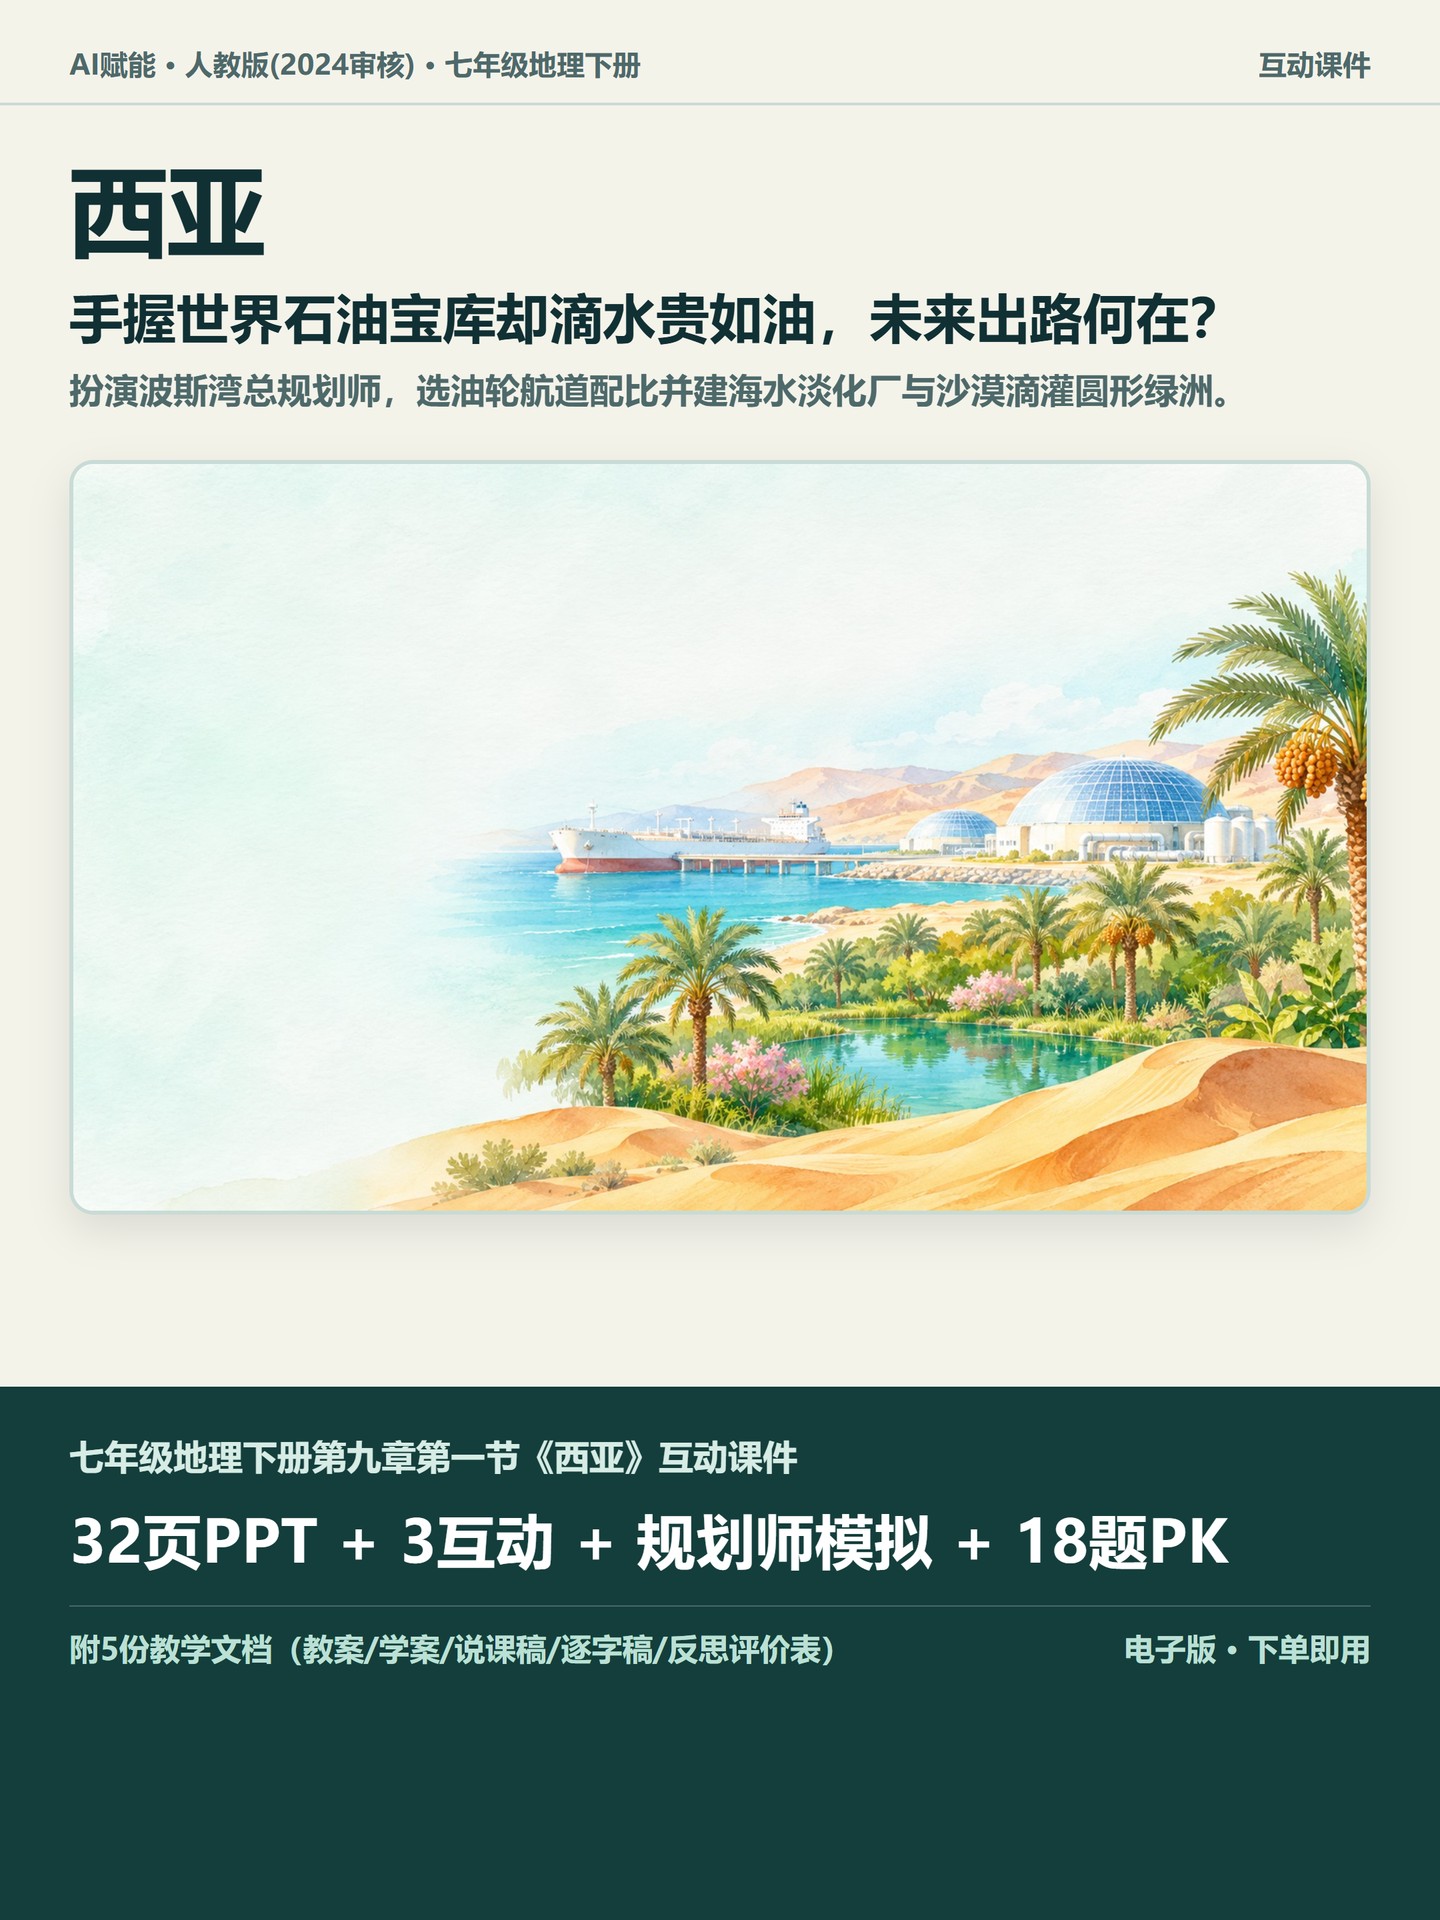 AI赋能 • 人教版(2024审核) • 七年级地理下册
互动课件
西亚
手握世界石油宝库却滴水贵如油，未来出路何在？
扮演波斯湾总规划师，选油轮航道配比并建海水淡化厂与沙漠滴灌圆形绿洲。
七年级地理下册第九章第一节《西亚》互动课件
32页PPT + 3互动 + 规划师模拟 + 18题PK
附5份教学文档（教案/学案/说课稿/逐字稿/反思评价表）
电子版 • 下单即用